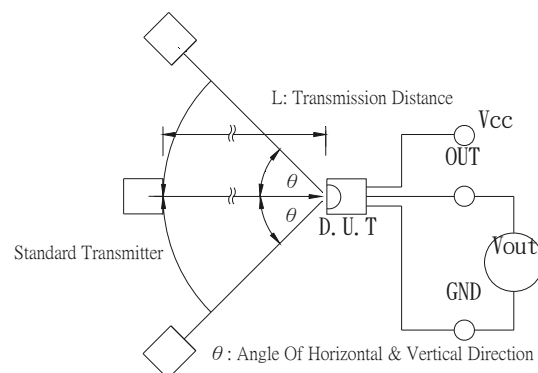 L: Transmission Distance
Vcc
OUT
θ
θ
D.U.T
Standard Transmitter
Vout
GND
θ: Angle Of Horizontal & Vertical Direction